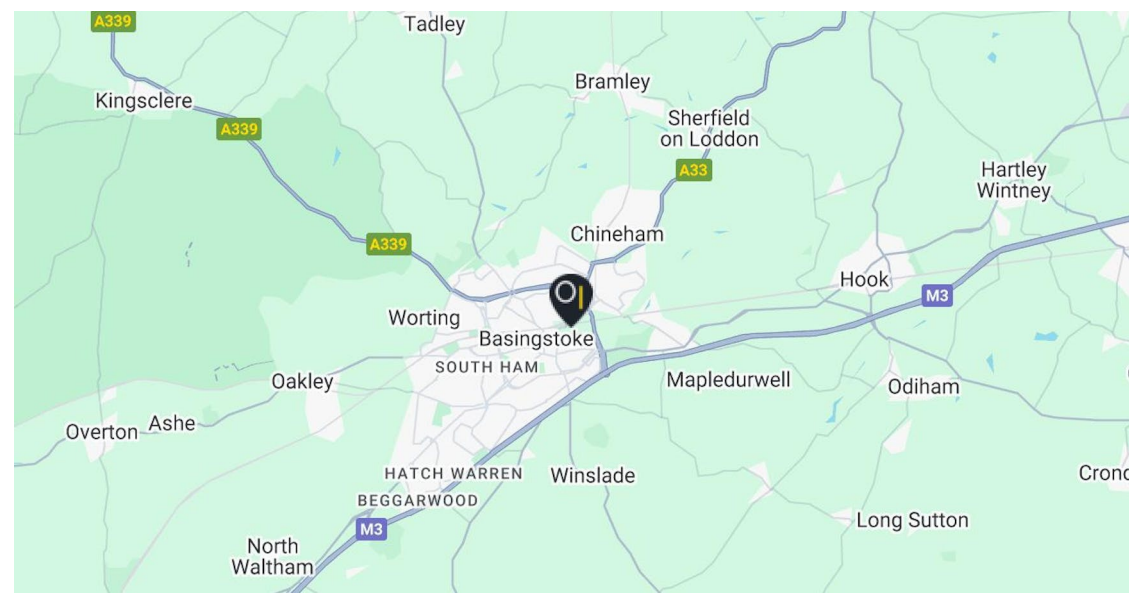 A339
Tadley
Bramley
Kingsclere
A339
Sherfield
on Loddon
A33
Hartley
Wintney
Chineham
A339
Hook
M3
Worting
Basingstoke
SOUTH HAM
Mapledurwell
Oakley
Odiham
Ashe
Overton
HATCH WARREN
Winslade
Crond
BEGGARWOOD
Long Sutton
M3
North
Waltham